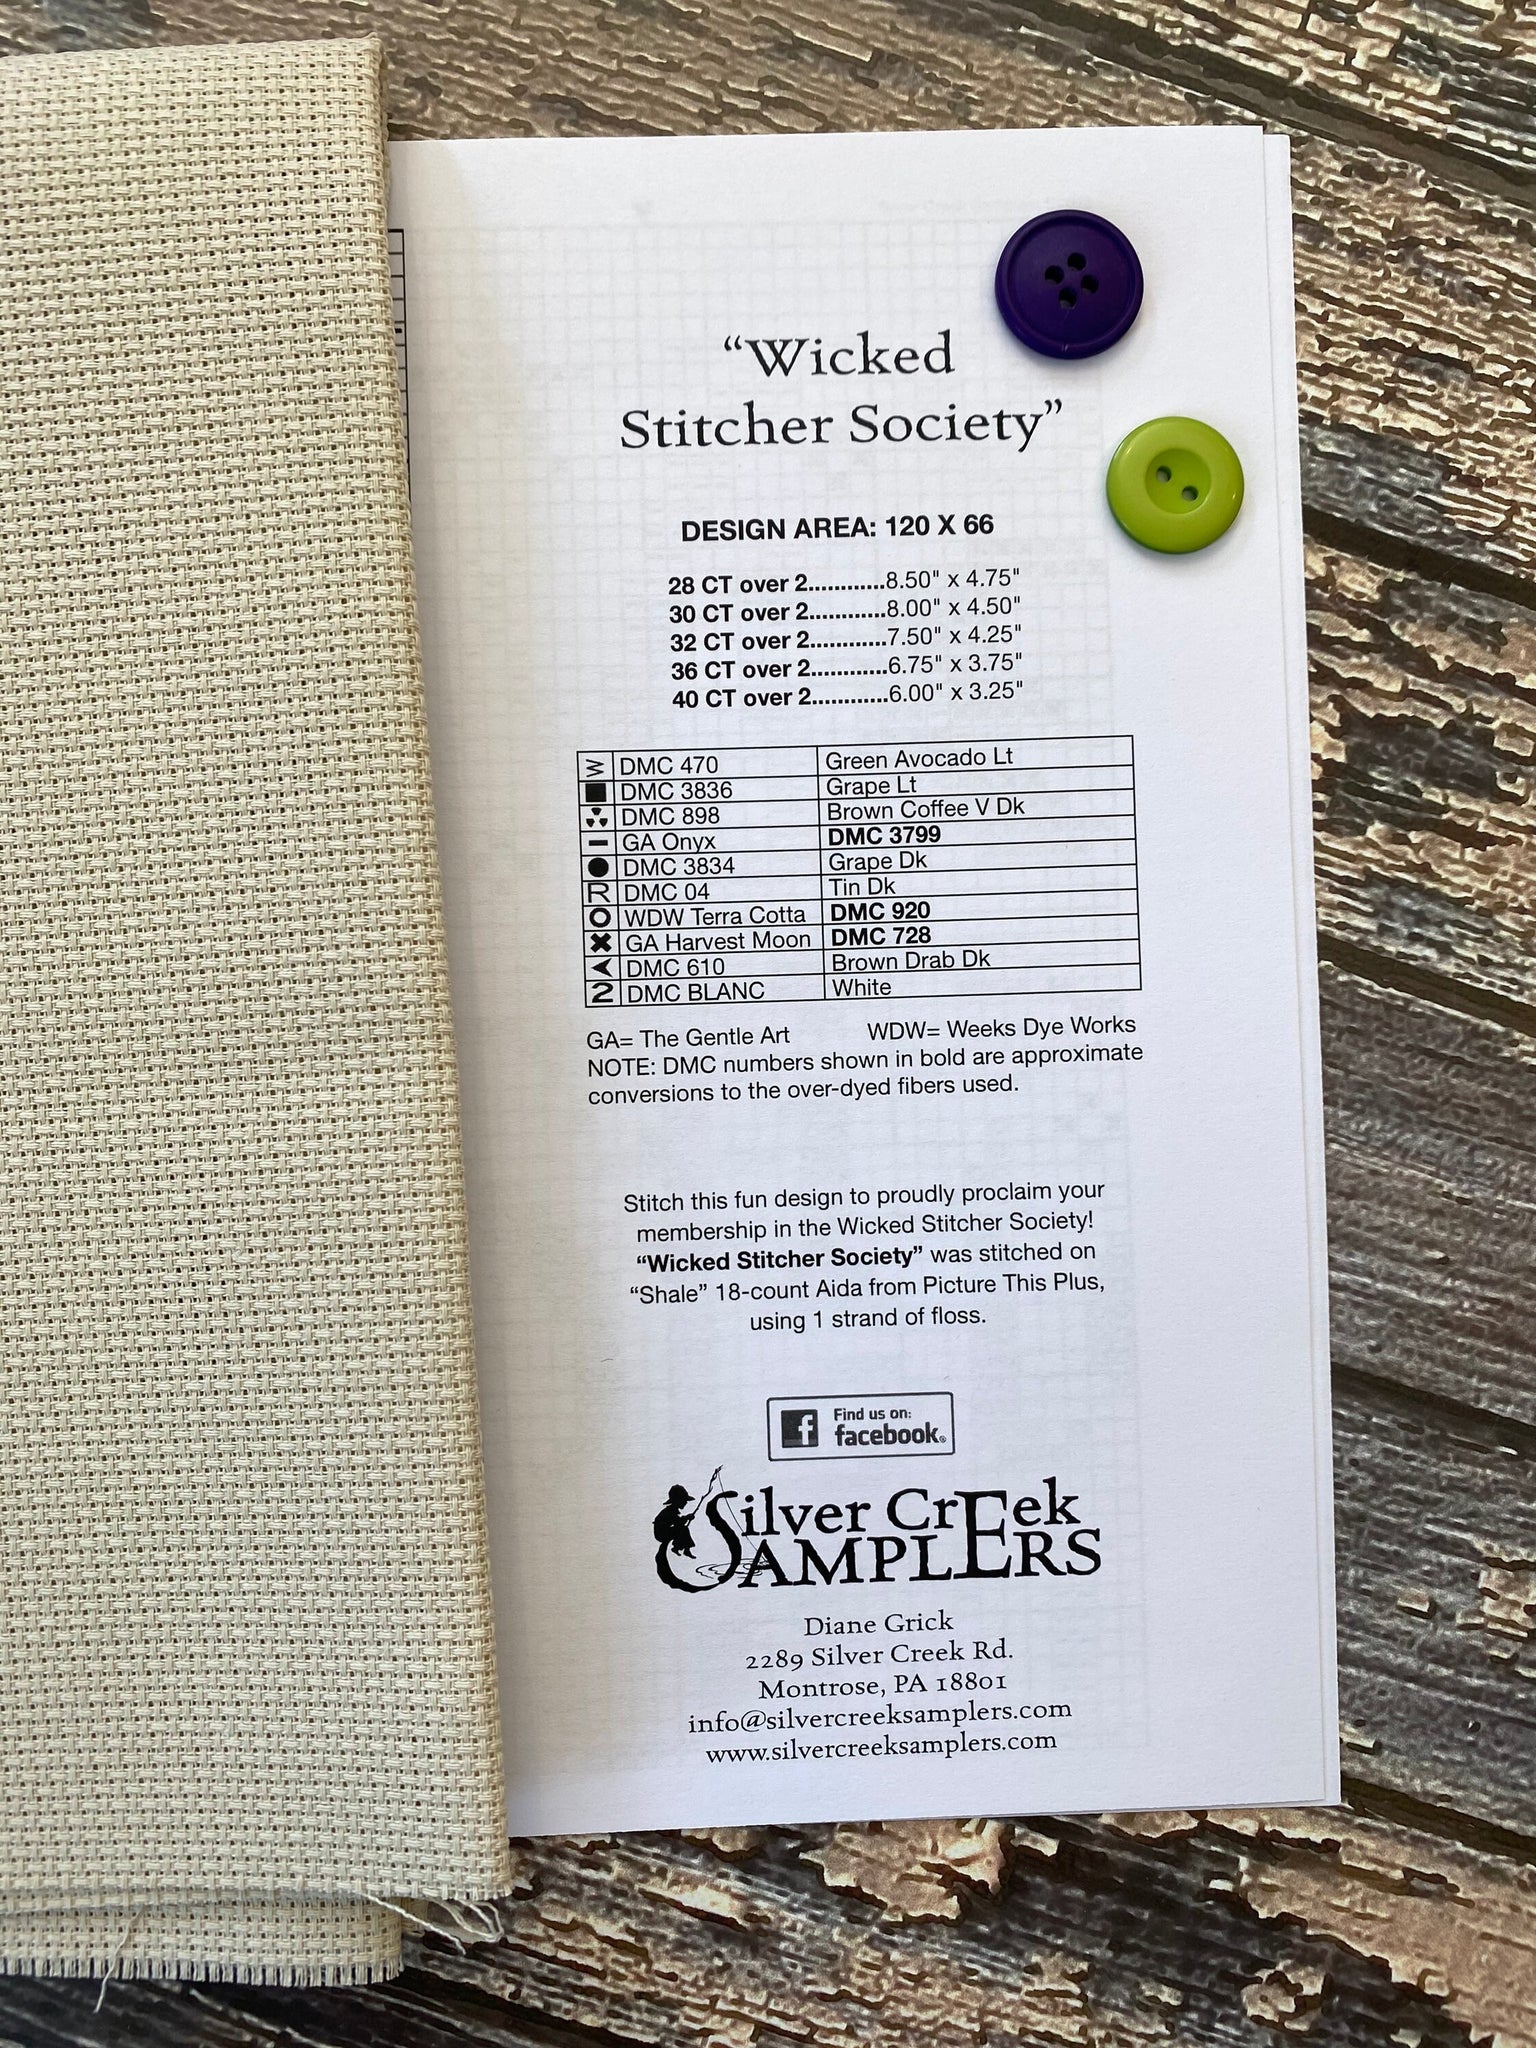 “Wicked
Stitcher Society”
DESIGN AREA: 120 X 66
28 CT over 2............8.50" x 4.75"
30 CT over 2............8.00" x 4.50"
32 CT over 2............7.50" x 4.25"
36 CT over 2............6.75" x 3.75"
40 CT over 2............6.00" x 3.25"
DMC 470 Green Avocado Lt
DMC 3836 Grape Lt
DMC 898 Brown Coffee V Dk
GA Onyx DMC 3799
DMC 3834 Grape Dk
R DMC 04 Tin Dk
WDW Terra Cotta DMC 920
GA Harvest Moon DMC 728
DMC 610 Brown Drab Dk
2 DMC BLANC White
GA= The Gentle Art WDW= Weeks Dye Works
NOTE: DMC numbers shown in bold are approximate
conversions to the over-dyed fibers used.
Stitch this fun design to proudly proclaim your
membership in the Wicked Stitcher Society!
“Wicked Stitcher Society” was stitched on
“Shale” 18-count Aida from Picture This Plus,
using 1 strand of floss.
f Find us on:
facebook®
Silver Creek
Samplers
Diane Grick
2289 Silver Creek Rd.
Montrose, PA 18801
info@silvercreeksamplers.com
www.silvercreeksamplers.com